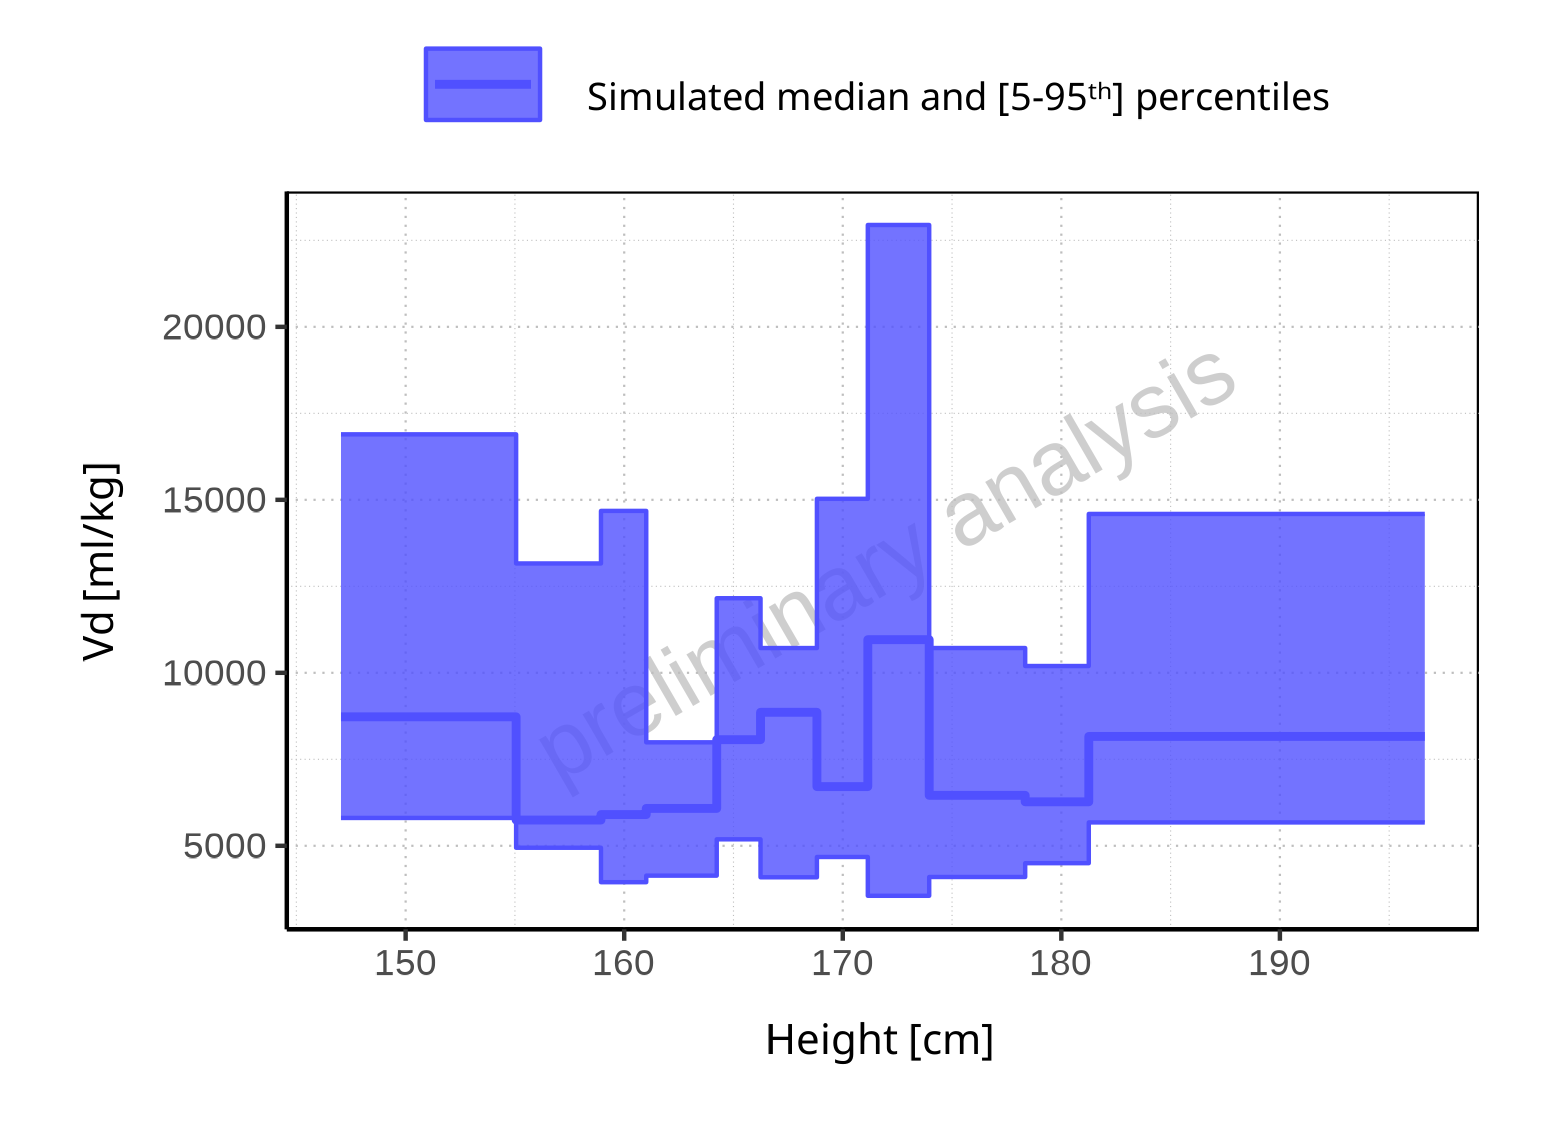 Simulated median and [5-95ᵗʰ] percentiles
20000
15000
10000
5000
Vd [ml/kg]
preliminary analysis
150 160 170 180 190
Height [cm]